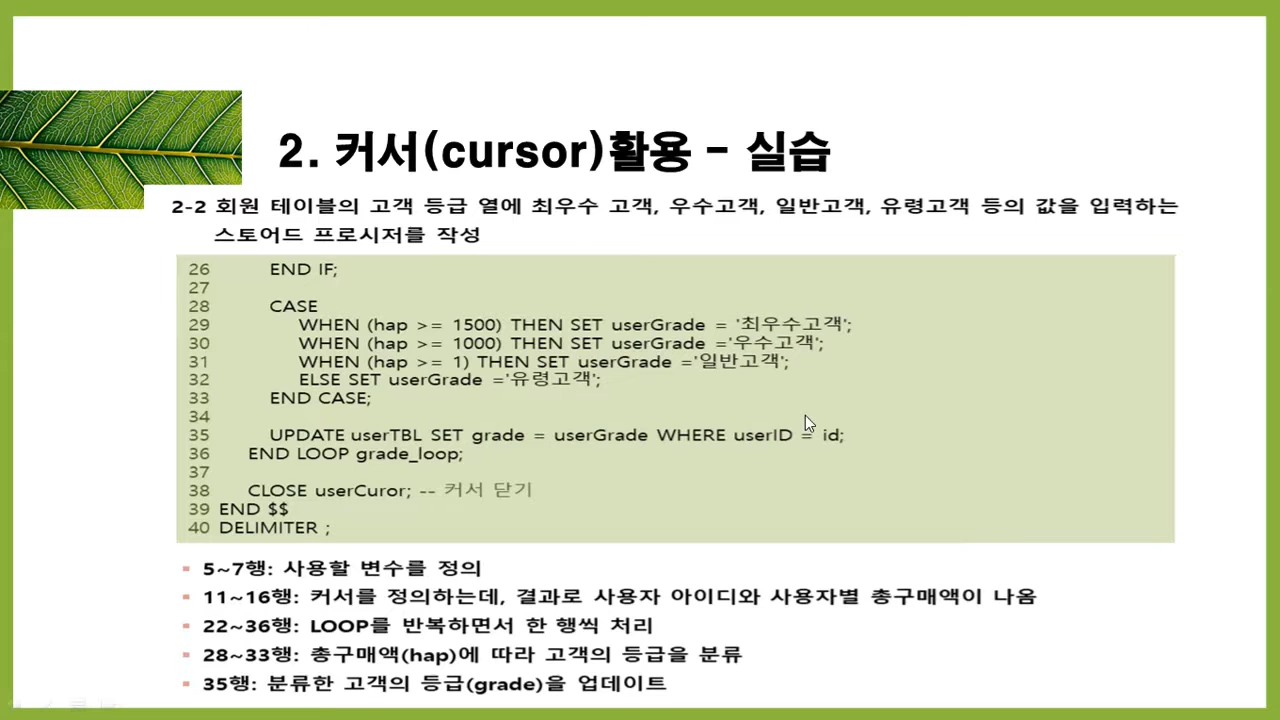 2. 커서(cursor)활용 - 실습
2-2 회원 테이블의 고객 등급 열에 최우수 고객, 우수고객, 일반고객, 유령고객 등의 값을 입력하는
스토어드 프로시저를 작성
26 END IF;
27
28 CASE
29 WHEN (hap >= 1500) THEN SET userGrade = '최우수고객';
30 WHEN (hap >= 1000) THEN SET userGrade ='우수고객';
31 WHEN (hap >= 1) THEN SET userGrade ='일반고객';
32 ELSE SET userGrade ='유령고객';
33 END CASE;
34
35 UPDATE userTBL SET grade = userGrade WHERE userID = id;
36 END LOOP grade_loop;
37
38 CLOSE userCuror; -- 커서 닫기
39 END $$
40 DELIMITER ;
5~7행: 사용할 변수를 정의
11~16행: 커서를 정의하는데, 결과로 사용자 아이디와 사용자별 총구매액이 나옴
22~36행: LOOP를 반복하면서 한 행씩 처리
28~33행: 총구매액(hap)에 따라 고객의 등급을 분류
35행: 분류한 고객의 등급(grade)을 업데이트